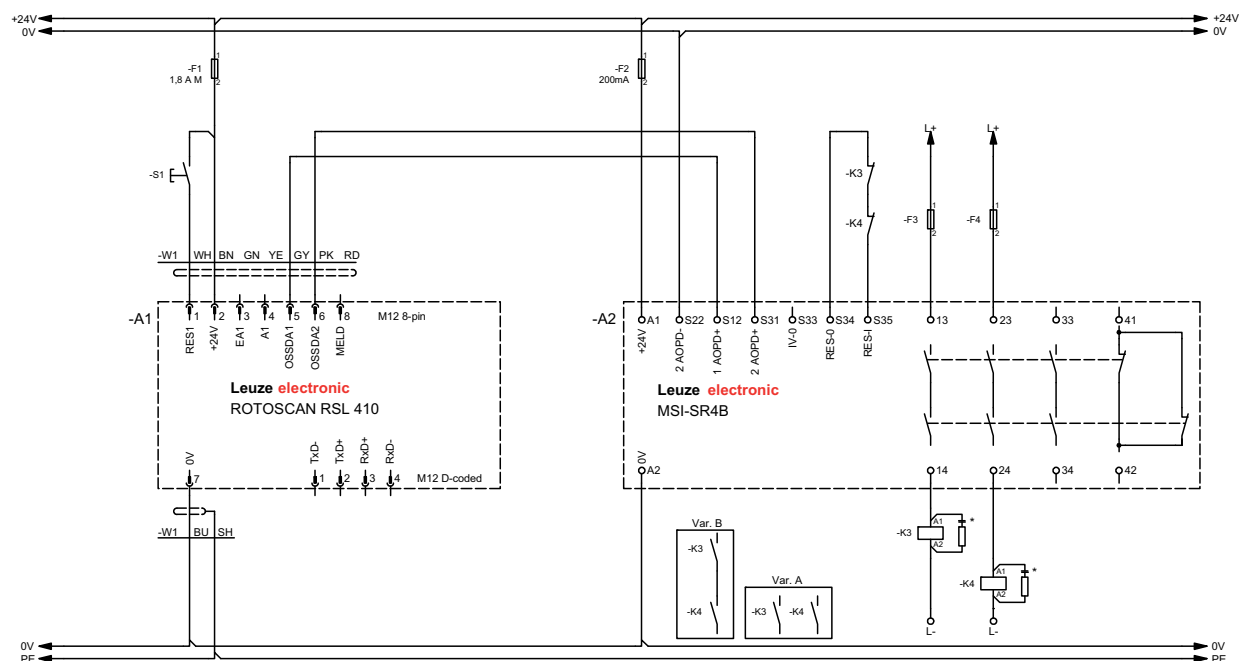 +24V +24V
0V 0V
-F1 1 -F2 1
1,8 A M 2 200mA 2
L+ L+
-S1 -K3
-K4 -F3 1 2 -F4 1 2
-W1 WH BN GN YE GY PK RD
-A1 1 2 3 4 5 6 8 M12 8-pin
RES1 +24V EA1 A1 OSSDA1 OSSDA2 MELD
Leuze electronic
ROTOSCAN RSL 410
0V TxD- TxD+ RxD+ RxD-
7 1 2 3 4 M12 D-coded
-W1 BU SH
-A2 A1 S22 S12 S31 S33 S34 S35 13 23 33 41
+24V 2 AOPD- 1 AOPD+ 2 AOPD+ IV-0 RES-0 RES-I
Leuze electronic
MSI-SR4B
0V
A2 14 24 34 42
Var. B
-K3
-K4
Var. A
-K3 -K4
-K3 A1 A2 *
-K4 A1 A2 *
L- L-
0V 0V
PE PE